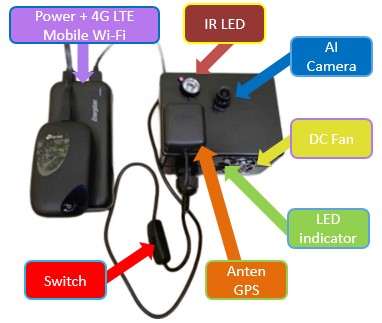 Power + 4G LTE
Mobile Wi-Fi
IR LED
AI
Camera
DC Fan
LED
indicator
Anten
GPS
Switch
Energizer